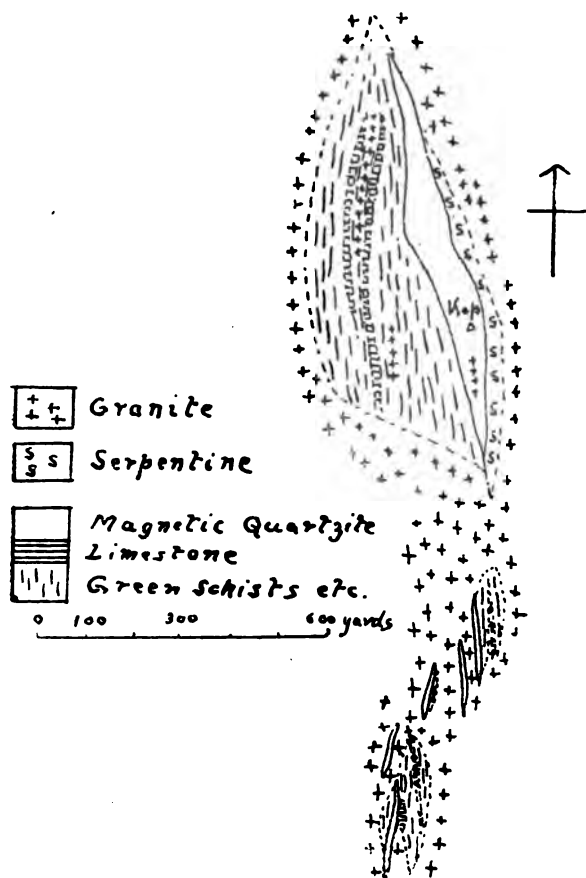 Kop
Granite
Serpentine
Magnetic Quartzite
Limestone
Green Schists etc.
0 100 300 600 yards